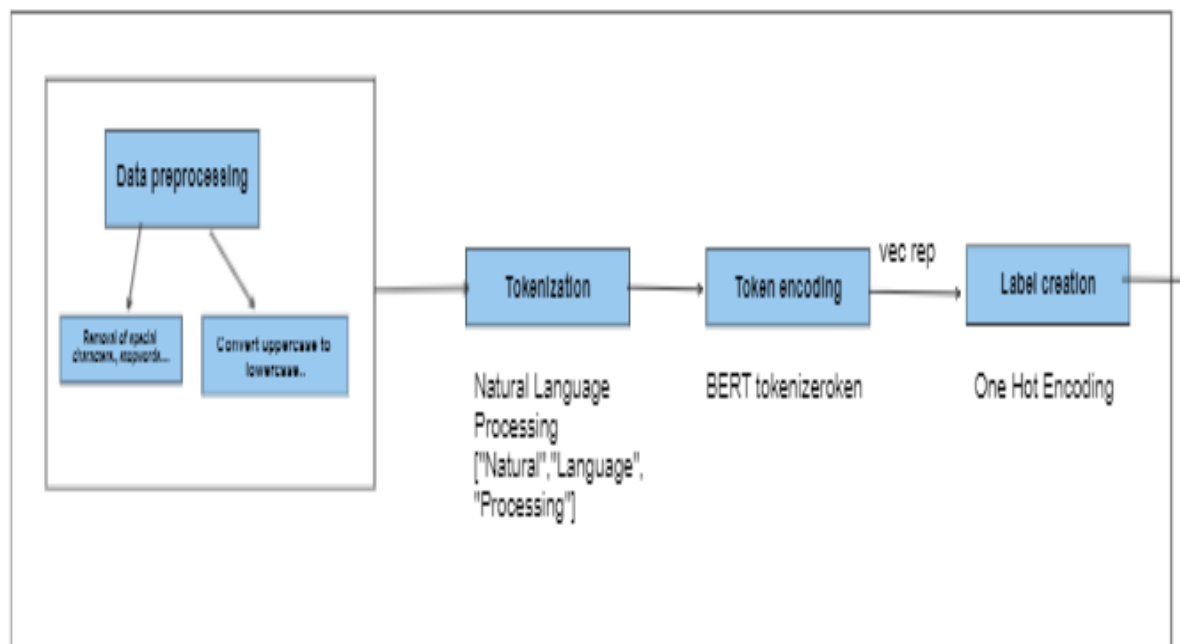 Data preprocessing
Removal of special
characters., stopwords....
Convert uppercase to
lowercase..
Tokenization
Natural Language
Processing
["Natural","Language",
"Processing"]
Token encoding
BERT tokenizeroken
vec rep
Label creation
One Hot Encoding